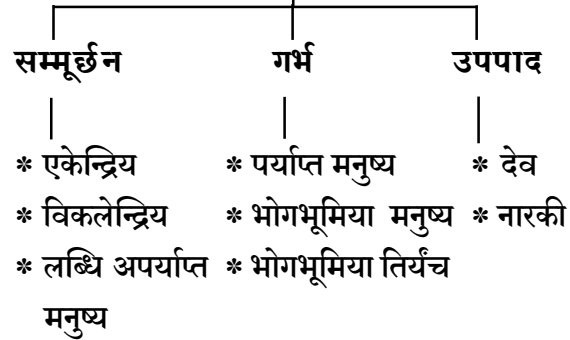 सम्मूर्छन गर्भ उपपाद
* एकेन्द्रिय * पर्याप्त मनुष्य * देव
* विकलेन्द्रिय * भोगभूमिया मनुष्य * नारकी
* लब्धि अपर्याप्त * भोगभूमिया तिर्यंच
मनुष्य